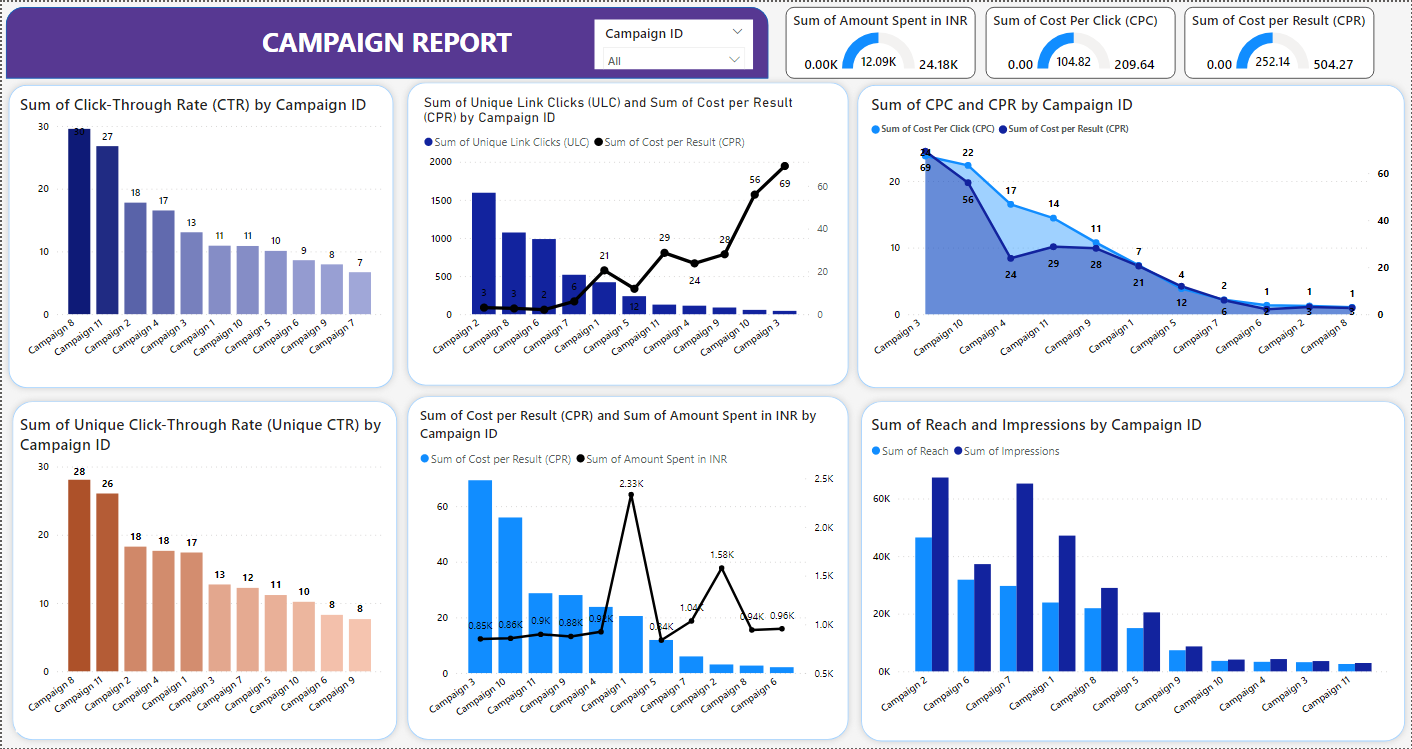 CAMPAIGN REPORT
Campaign ID
All
Sum of Amount Spent in INR
0.00K 12.09K 24.18K
Sum of Cost Per Click (CPC)
0.00 104.82 209.64
Sum of Cost per Result (CPR)
0.00 252.14 504.27
Sum of Click-Through Rate (CTR) by Campaign ID
30
20
10
0
30 27 18 17 13 11 11 10 9 8 7
Campaign 8 Campaign 11 Campaign 2 Campaign 4 Campaign 3 Campaign 1 Campaign 10 Campaign 5 Campaign 6 Campaign 9 Campaign 7
Sum of Unique Link Clicks (ULC) and Sum of Cost per Result
(CPR) by Campaign ID
Sum of Unique Link Clicks (ULC) Sum of Cost per Result (CPR)
2000
1500
1000
500
0
60
40
20
0
3 3 2 6 21 12 29 24 28 56 69
Campaign 2 Campaign 8 Campaign 6 Campaign 7 Campaign 1 Campaign 5 Campaign 11 Campaign 4 Campaign 9 Campaign 10 Campaign 3
Sum of CPC and CPR by Campaign ID
Sum of Cost Per Click (CPC) Sum of Cost per Result (CPR)
20
10
0
60
40
20
0
24 22 17 14 11 7 4 2 1 1 1
69 56 24 29 28 21 12 6 2 3 3
Campaign 3 Campaign 10 Campaign 4 Campaign 11 Campaign 9 Campaign 1 Campaign 5 Campaign 7 Campaign 6 Campaign 2 Campaign 8
Sum of Unique Click-Through Rate (Unique CTR) by
Campaign ID
30
20
10
0
28 26 18 18 17 13 12 11 10 8 8
Campaign 8 Campaign 11 Campaign 2 Campaign 4 Campaign 1 Campaign 3 Campaign 7 Campaign 5 Campaign 10 Campaign 6 Campaign 9
Sum of Cost per Result (CPR) and Sum of Amount Spent in INR by
Campaign ID
Sum of Cost per Result (CPR) Sum of Amount Spent in INR
60
40
20
0
2.5K
2.0K
1.5K
1.0K
0.5K
0.85K 0.86K 0.9K 0.88K 0.92K 2.33K 0.84K 1.04K 1.58K 0.94K 0.96K
Campaign 3 Campaign 10 Campaign 11 Campaign 9 Campaign 4 Campaign 1 Campaign 5 Campaign 7 Campaign 2 Campaign 8 Campaign 6
Sum of Reach and Impressions by Campaign ID
Sum of Reach Sum of Impressions
60K
40K
20K
0K
Campaign 2 Campaign 6 Campaign 7 Campaign 1 Campaign 8 Campaign 5 Campaign 9 Campaign 10 Campaign 4 Campaign 3 Campaign 11